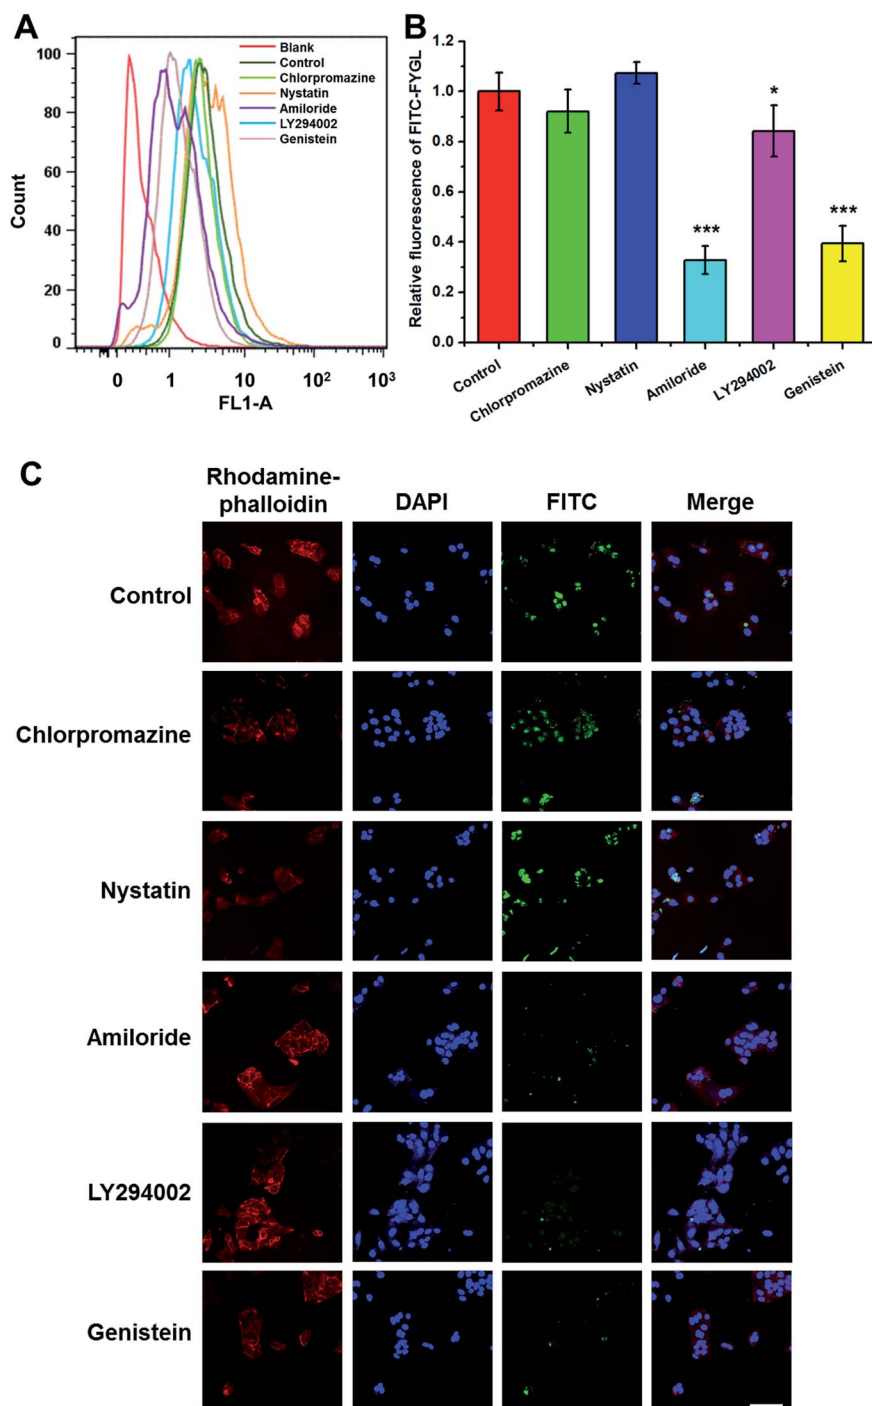 A
Blank
Control
Chlorpromazine
Nystatin
Amiloride
LY294002
Genistein
Count
100
80
60
40
20
0
0
1
10
10²
10³
FL1-A
B
Relative fluorescence of FITC-FYGL
1.2
1.0
0.8
0.6
0.4
0.2
0.0
***
*
***
Control
Chlorpromazine
Nystatin
Amiloride
LY294002
Genistein
C
Rhodamine-
phalloidin
DAPI
FITC
Merge
Control
Chlorpromazine
Nystatin
Amiloride
LY294002
Genistein